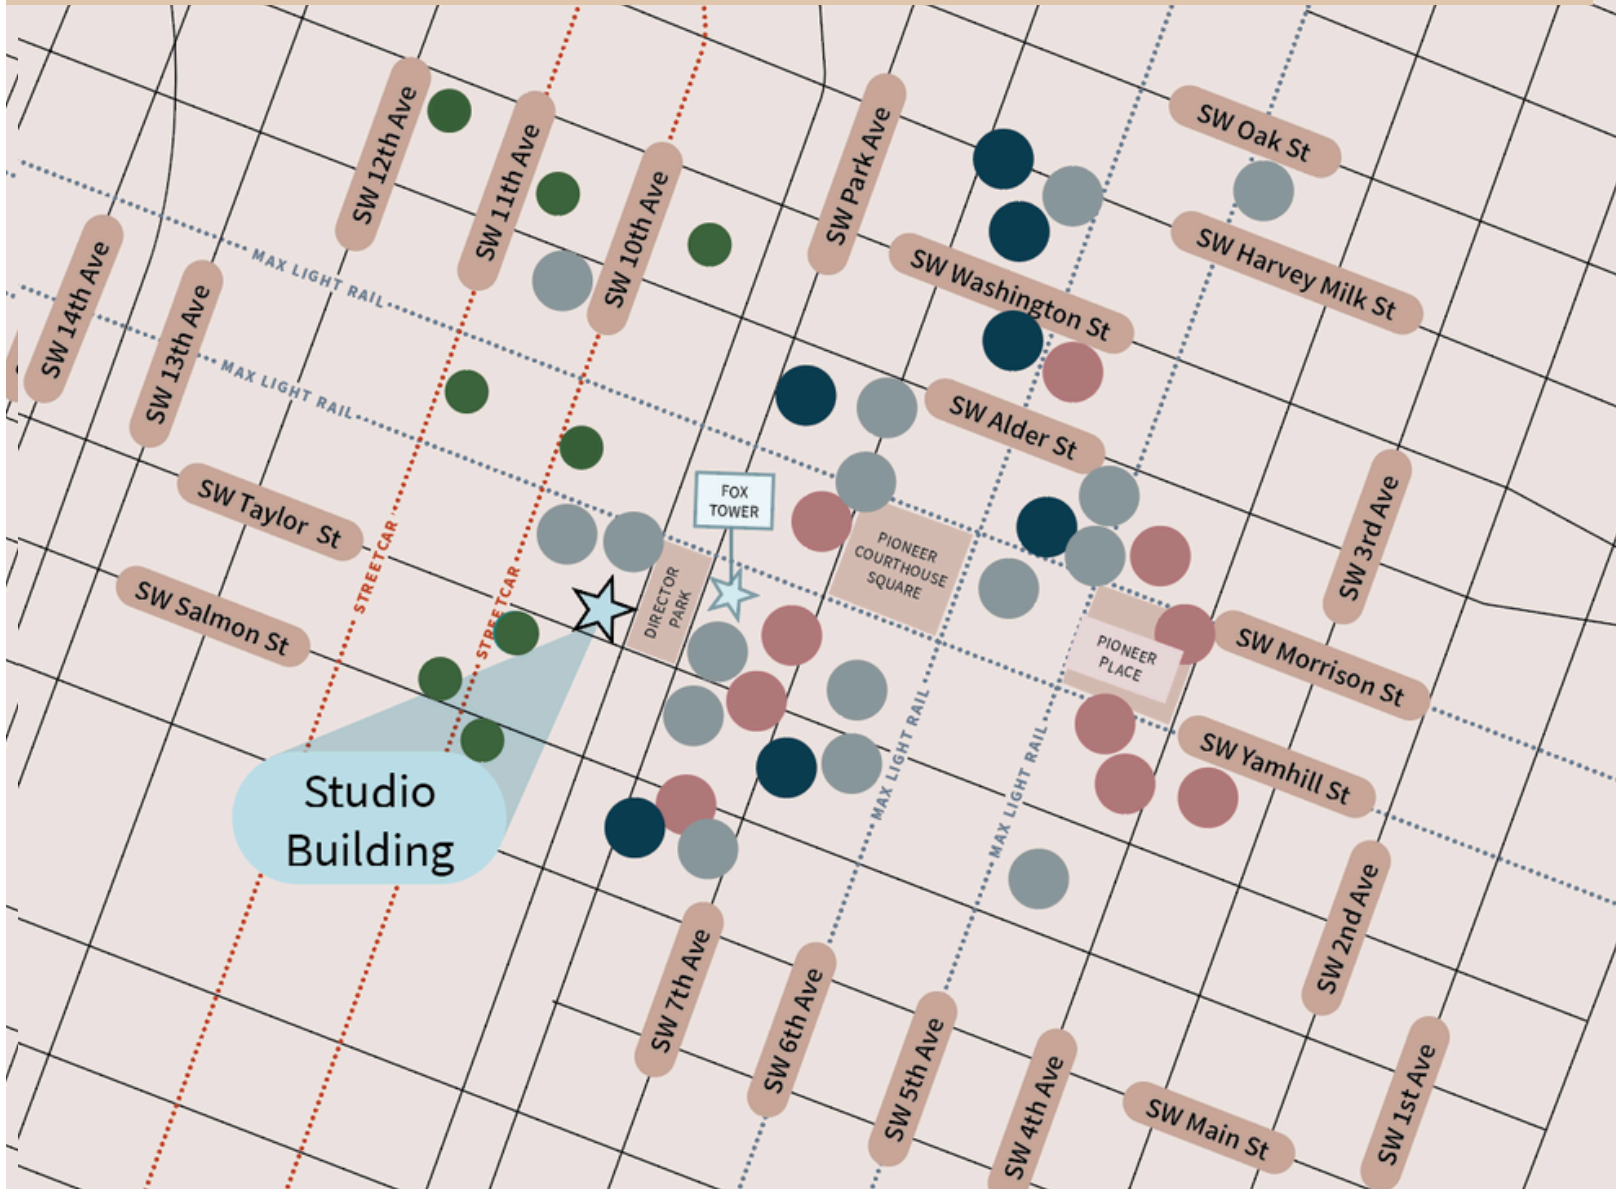 SW Oak St
SW 12th Ave
SW 11th Ave
SW Park Ave
SW 10th Ave
SW Harvey Milk St
SW Washington St
MAX LIGHT RAIL
SW 14th Ave
SW 13th Ave
MAX LIGHT RAIL
SW Alder St
SW Taylor St
FOX
TOWER
SW 3rd Ave
PIONEER
COURTHOUSE
SQUARE
STREETCAR
STREETCAR
DIRECTOR
PARK
SW Salmon St
PIONEER
PLACE
SW Morrison St
MAX LIGHT RAIL
MAX LIGHT RAIL
SW Yamhill St
Studio
Building
SW 2nd Ave
SW 7th Ave
SW 6th Ave
SW 5th Ave
SW 4th Ave
SW Main St
SW 1st Ave